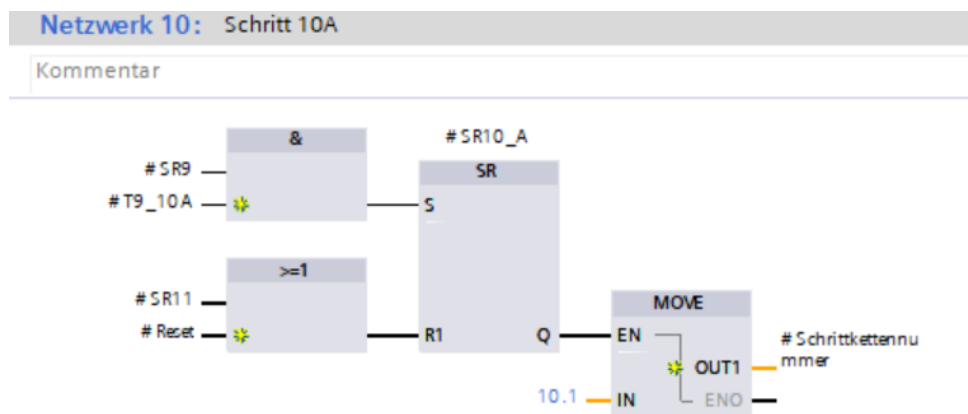 Netzwerk 10: Schritt 10A
Kommentar
& #SR10_A
#SR9 SR
#T9_10A S
>=1
#SR11 MOVE
#Reset R1 Q EN #Schrittkettennu
OUT1 mmer
10.1 IN ENO